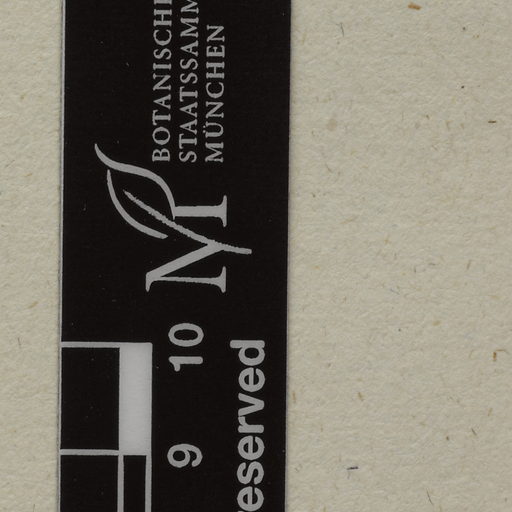 BOTANISCHE
STAATSSAMM
MÜNCHEN
M
9 10
eserved